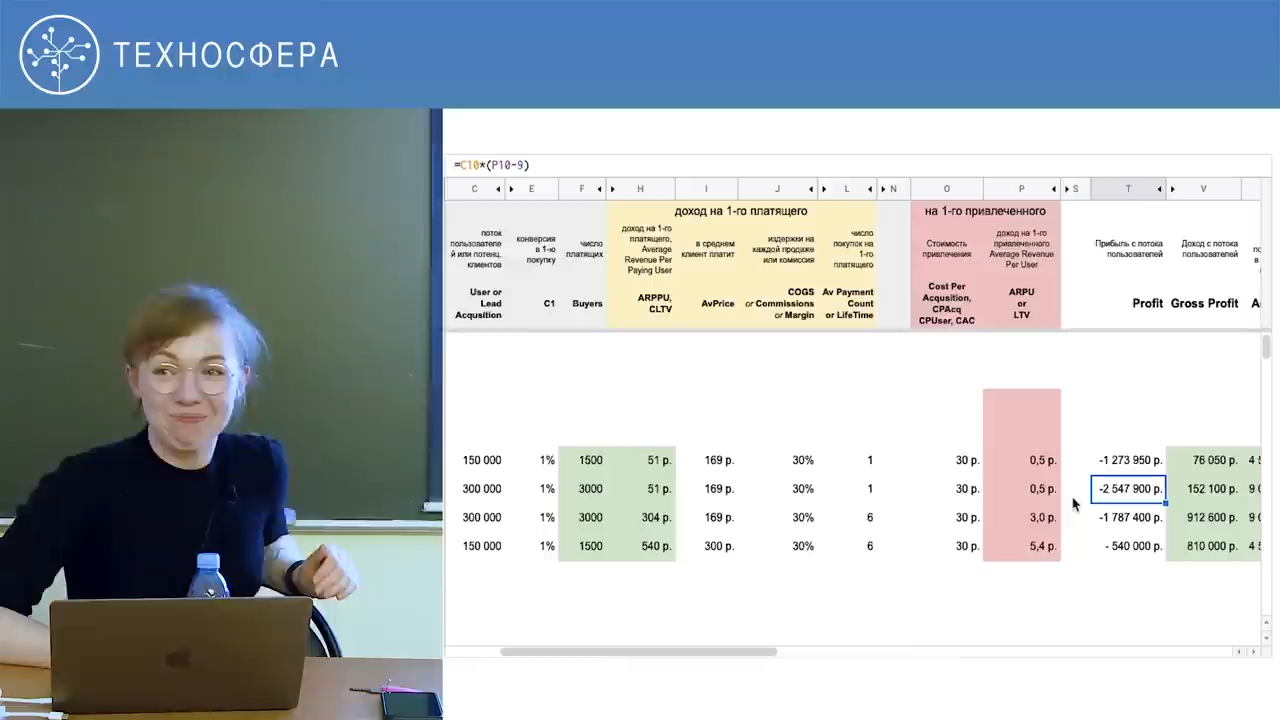 ТЕХНОСФЕРА
=C10*(P10-9)
C E F H I J L N O P S T V
доход на 1-го платящего
на 1-го привлеченного
поток
пользователе
й или потенц.
клиентов
конверсия
в 1-ю
покупку
число
платящих
доход на 1-го
платящего,
Average
Revenue Per
Paying User
в среднем
клиент платит
издержки на
каждой продаже
или комиссия
число
покупок на
1-го
платящего
Стоимость
привлечения
доход на 1-го
привлеченного
Average Revenue
Per User
Прибыль с потока
пользователей
Доход с потока
пользователей
User or
Lead
Acqusition
C1
Buyers
ARPPU,
CLTV
AvPrice
COGS
or Commissions
or Margin
Av Payment
Count
or LifeTime
Cost Per
Acqusition,
CPAcq
CPUser, CAC
ARPU
or
LTV
Profit
Gross Profit
150 000 1% 1500 51 р. 169 р. 30% 1 30 р. 0,5 р. -1 273 950 р. 76 050 р. 4 5
300 000 1% 3000 51 р. 169 р. 30% 1 30 р. 0,5 р. -2 547 900 р. 152 100 р. 9 0
300 000 1% 3000 304 р. 169 р. 30% 6 30 р. 3,0 р. -1 787 400 р. 912 600 р. 9 0
150 000 1% 1500 540 р. 300 р. 30% 6 30 р. 5,4 р. - 540 000 р. 810 000 р. 4 5